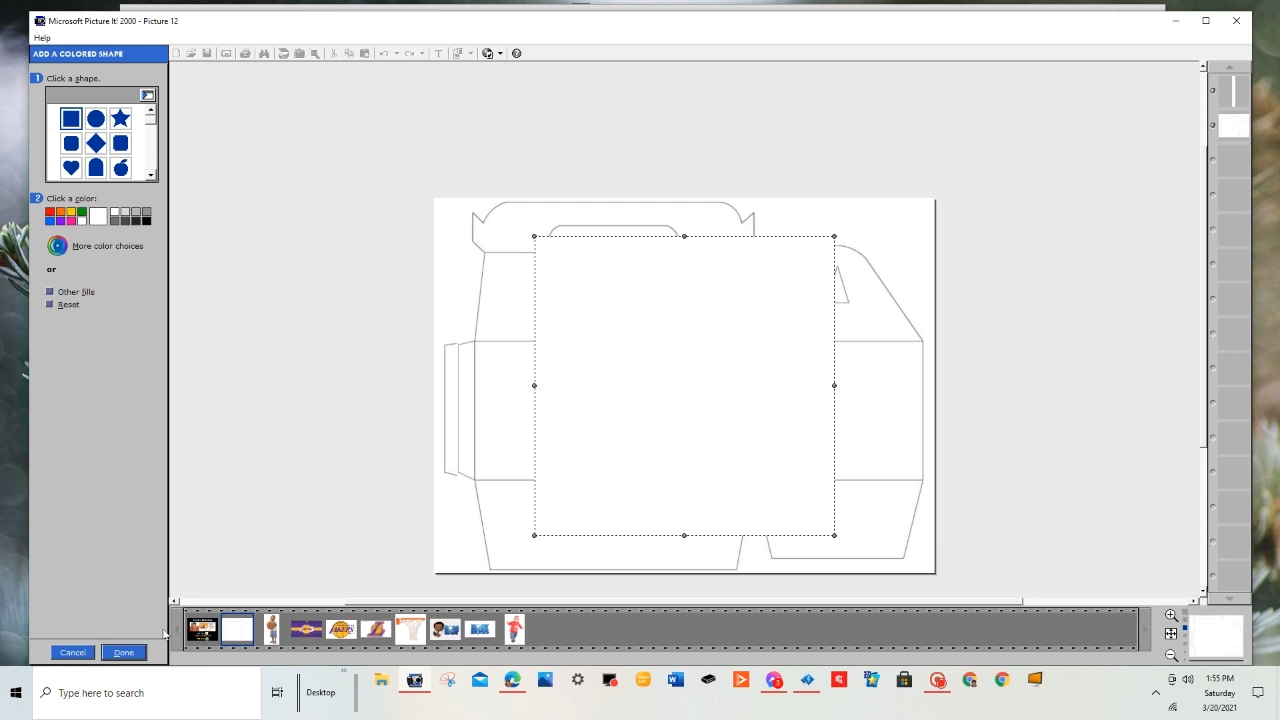 Microsoft Picture It! 2000 - Picture 12
Help
ADD A COLORED SHAPE
1 Click a shape.
2 Click a color:
More color choices
or
Other fills
Reset
Cancel
Done
Type here to search
Desktop
1:55 PM
Saturday
3/20/2021